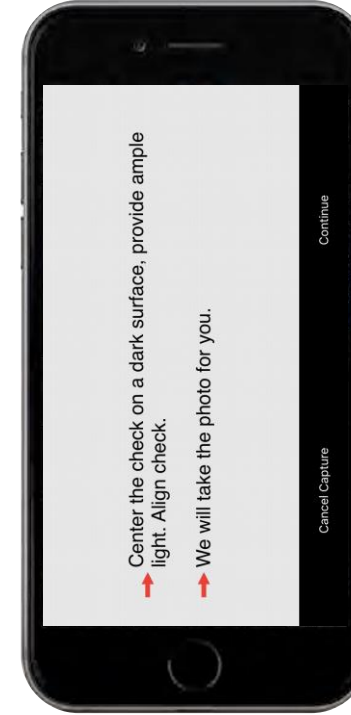 Center the check on a dark surface, provide ample
light. Align check.
We will take the photo for you.
Cancel Capture
Continue